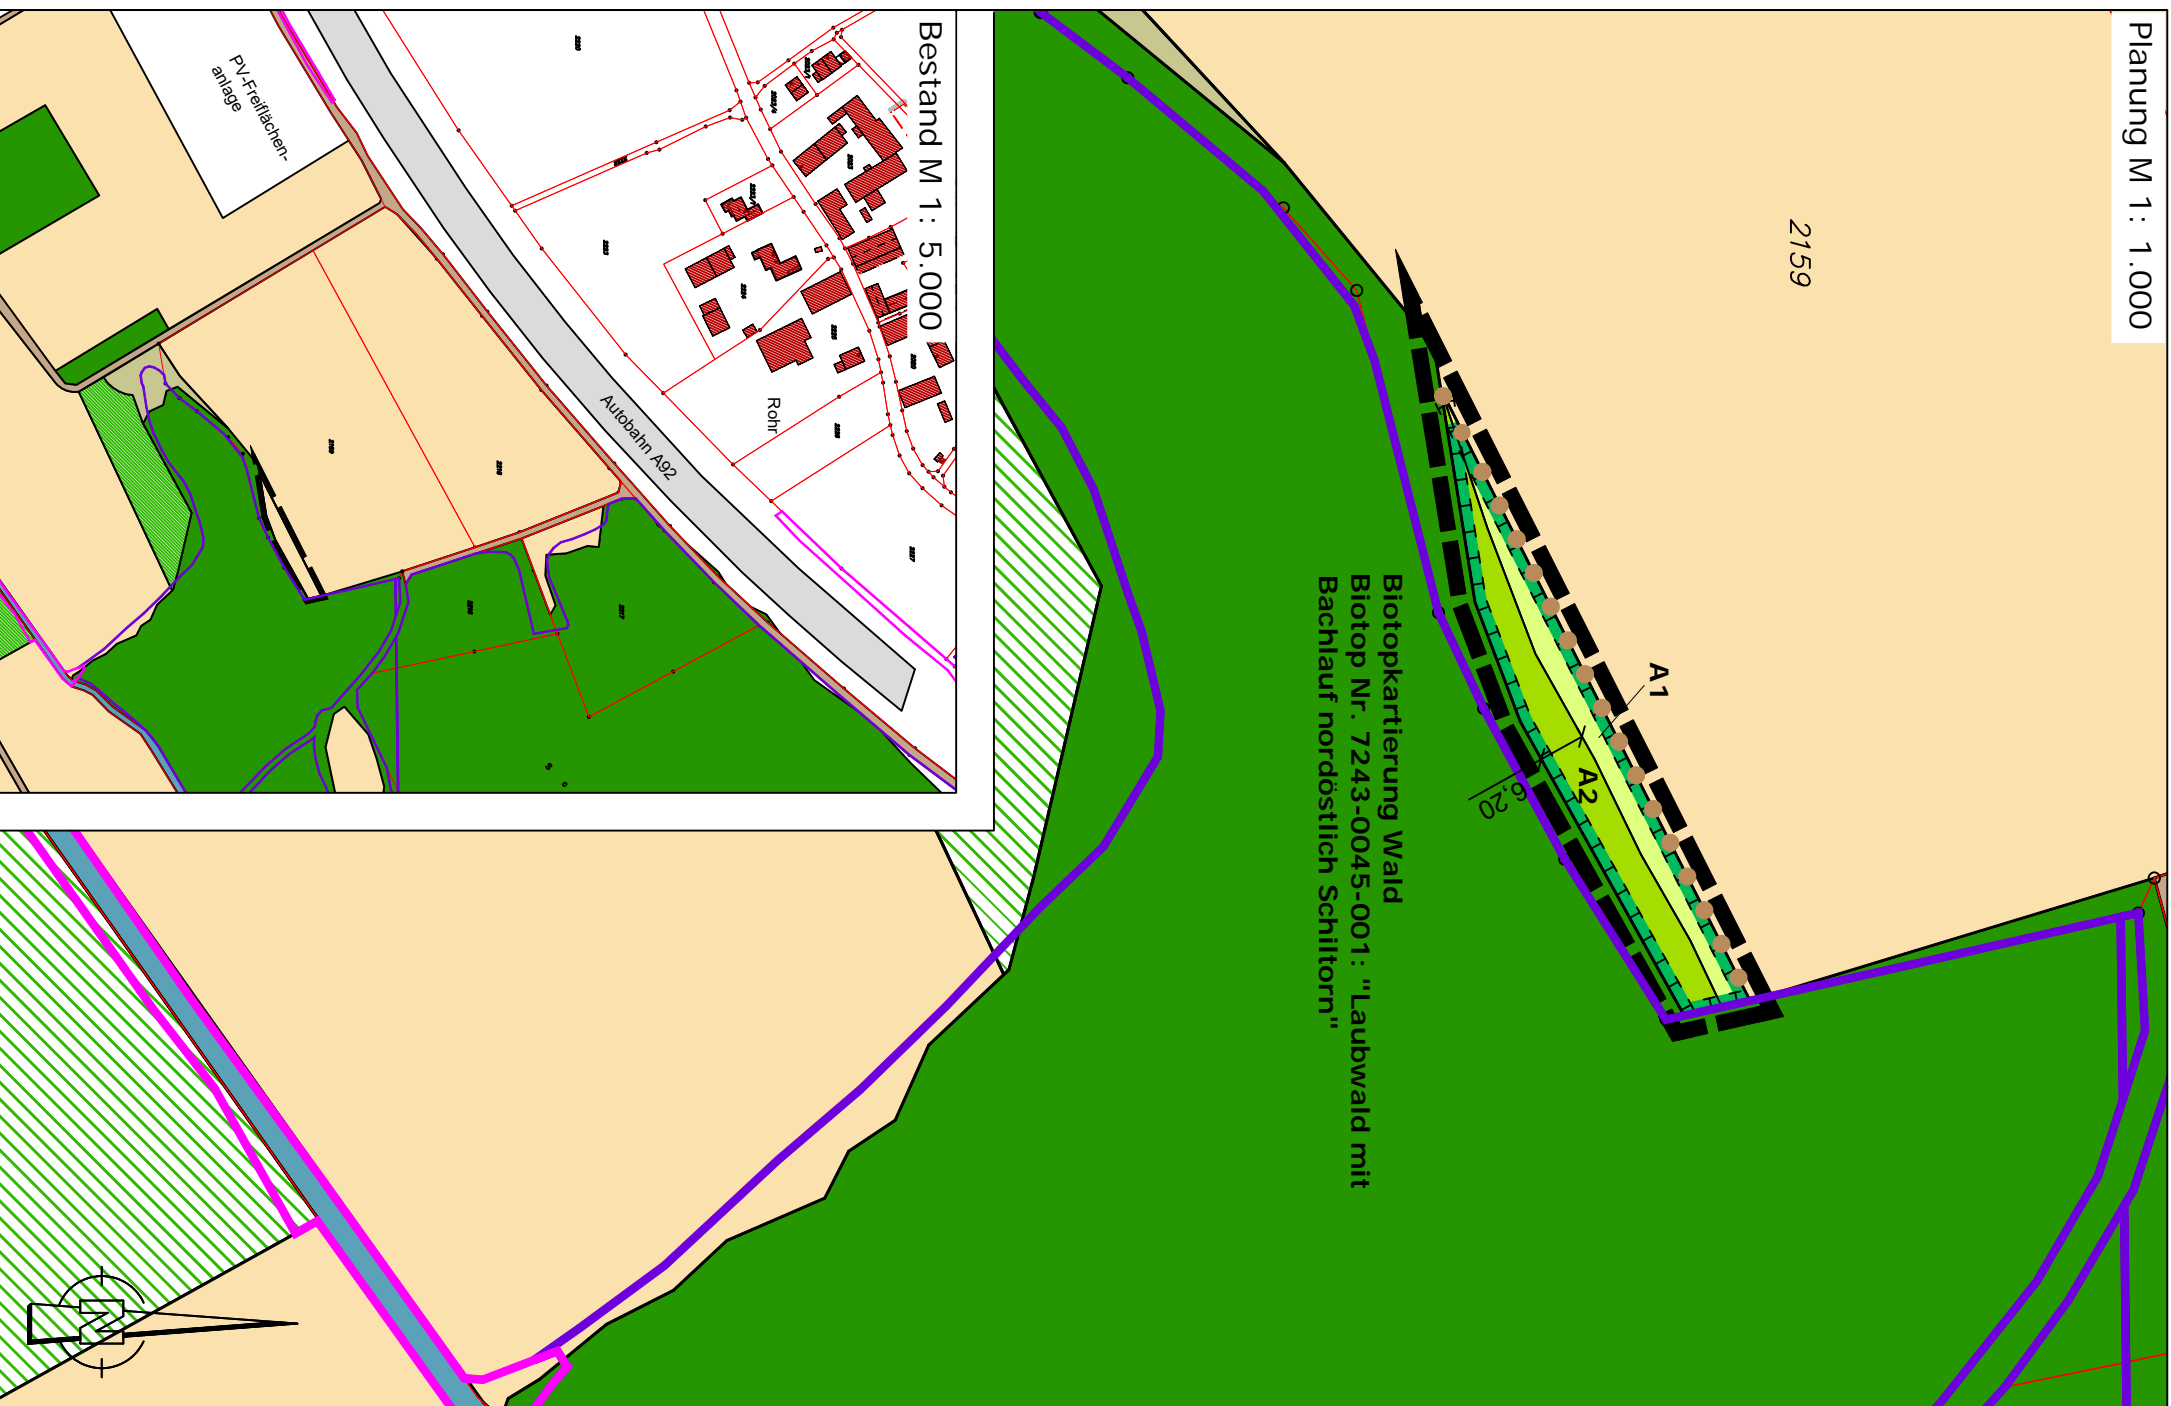 Planung M 1: 1.000
2159
A1
A2
6,20
Biotopkartierung Wald
Biotop Nr. 7243-0045-001: "Laubwald mit
Bachlauf nordöstlich Schiltorn"
Bestand M 1: 5.000
Rohr
Autobahn A92
PV-Freiflächen-
anlage
N